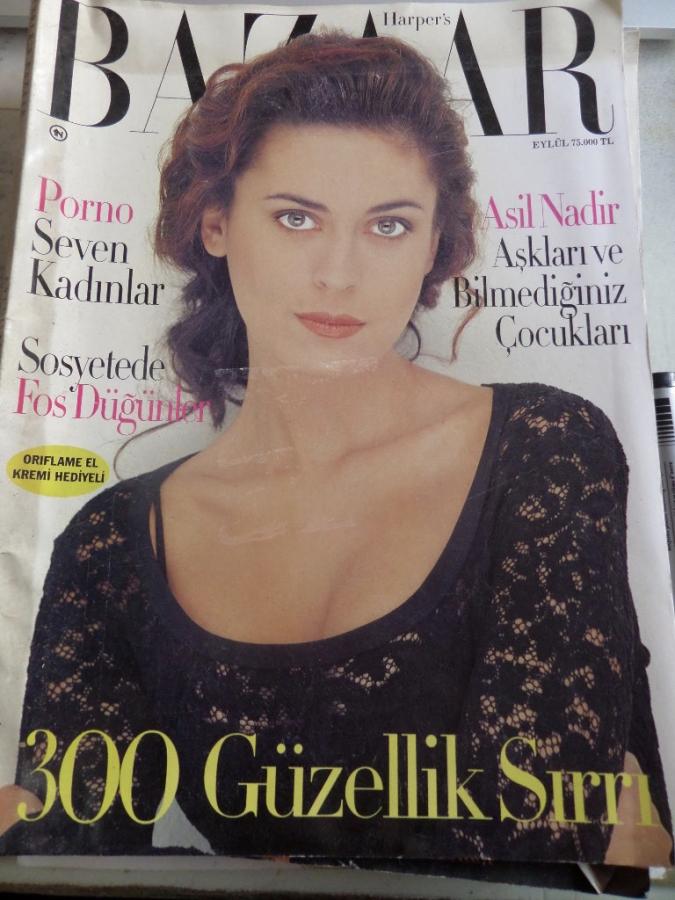 Harper's
BAZAAR
EYLÜL 75.000 TL
Porno
Seven
Kadınlar
Asil Nadir
Aşkları ve
Bilmediğiniz
Çocukları
Sosyetede
Fos Düğünler
ORIFLAME EL
KREMİ HEDİYELİ
300 Güzellik Sırrı